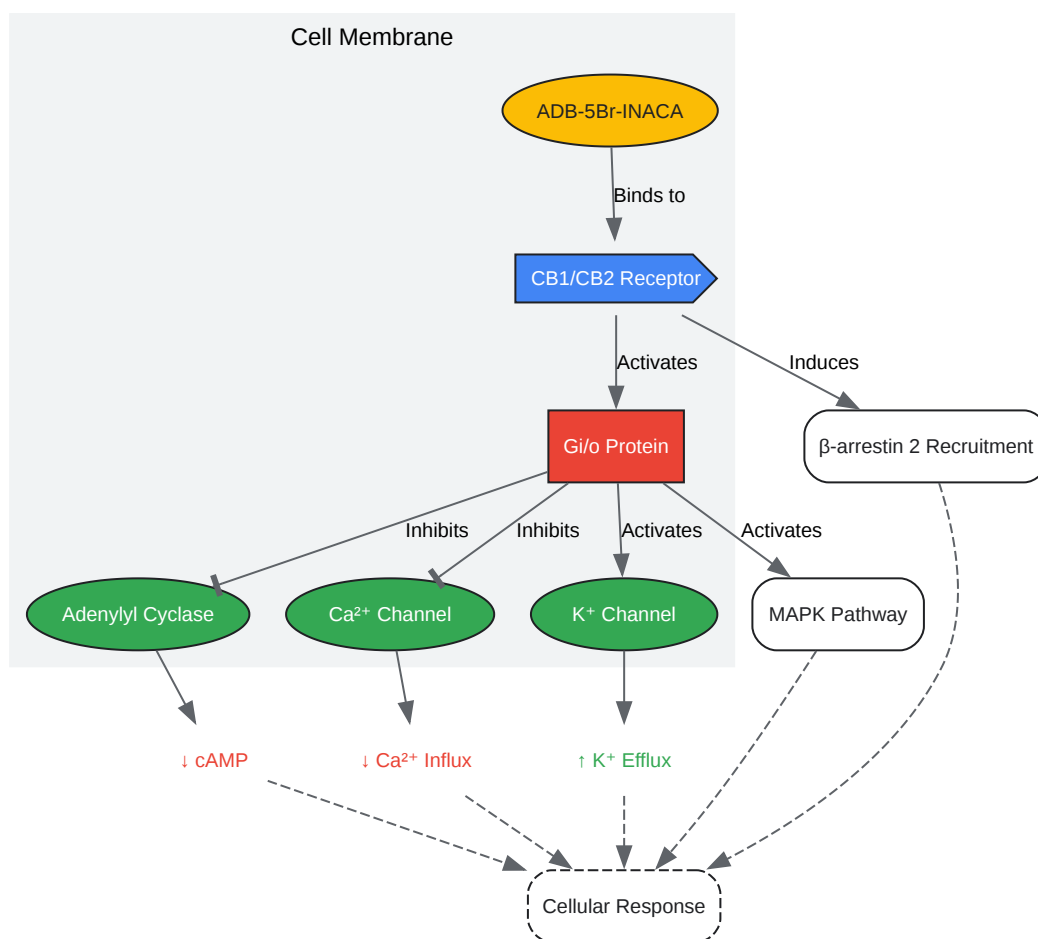 Cell Membrane
ADB-5Br-INACA
Binds to
CB1/CB2 Receptor
Activates
Induces
Gi/o Protein
β-arrestin 2 Recruitment
Inhibits
Inhibits
Activates
Activates
Adenylyl Cyclase
Ca²⁺ Channel
K⁺ Channel
MAPK Pathway
↓ cAMP
↓ Ca²⁺ Influx
↑ K⁺ Efflux
Cellular Response